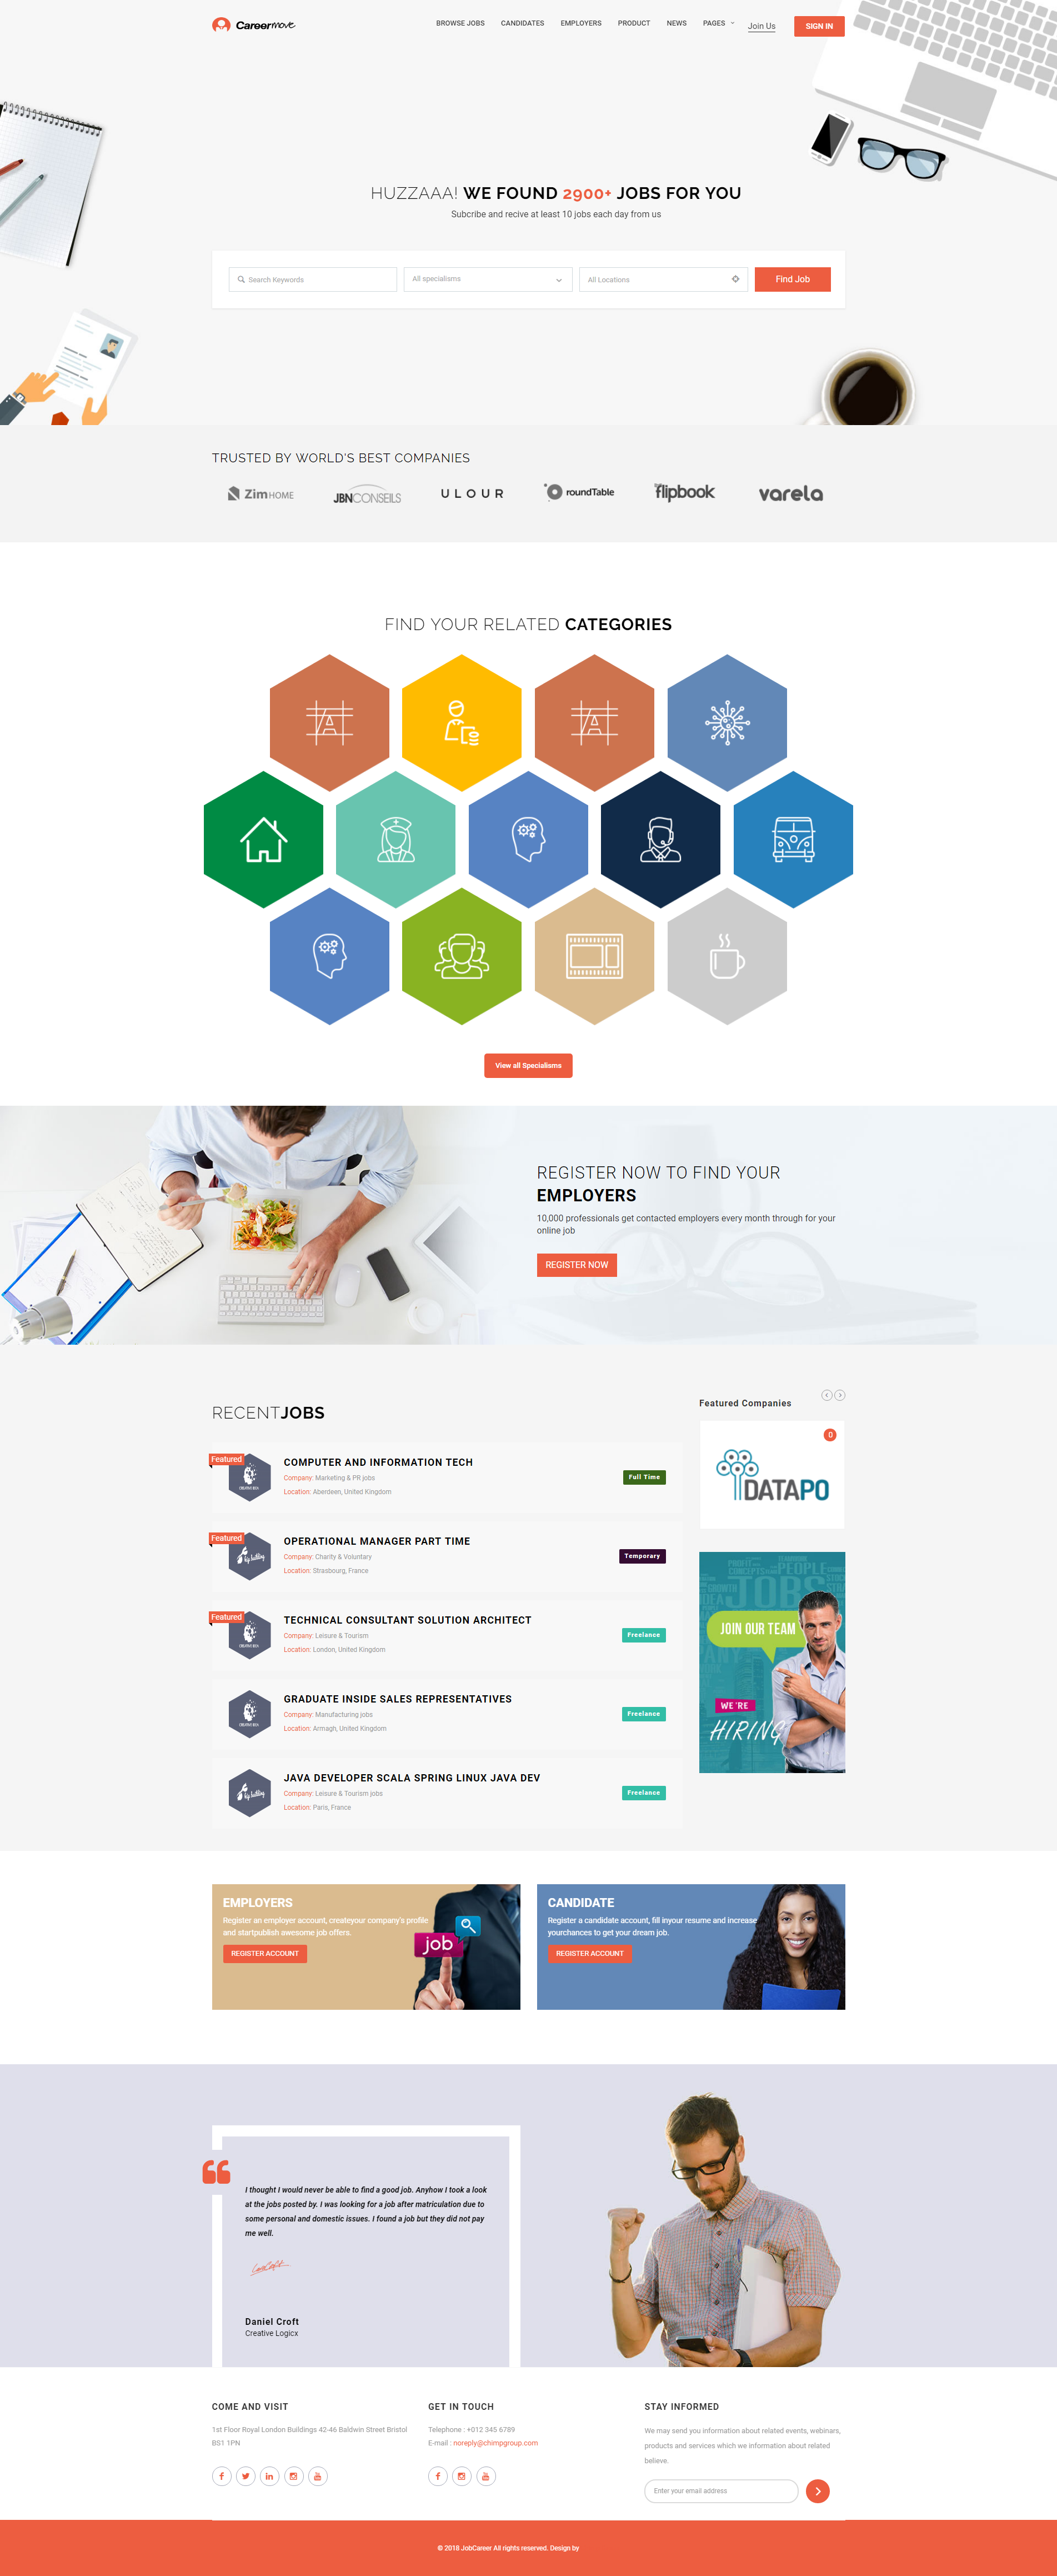 Careermove
BROWSE JOBS CANDIDATES EMPLOYERS PRODUCT NEWS PAGES Join Us SIGN IN
HUZZAAA! WE FOUND 2900+ JOBS FOR YOU
Subcribe and recive at least 10 jobs each day from us
Search Keywords All specialisms All Locations Find Job
TRUSTED BY WORLD'S BEST COMPANIES
Zim HOME JBNCONSEILS ULOUR roundTable flipbook varela
FIND YOUR RELATED CATEGORIES
View all Specialisms
REGISTER NOW TO FIND YOUR
EMPLOYERS
10,000 professionals get contacted employers every month through for your
online job
REGISTER NOW
RECENTJOBS
Featured
COMPUTER AND INFORMATION TECH
Company: Marketing & PR jobs
Location: Aberdeen, United Kingdom
Full Time
Featured
OPERATIONAL MANAGER PART TIME
Company: Charity & Voluntary
Location: Strasbourg, France
Temporary
Featured
TECHNICAL CONSULTANT SOLUTION ARCHITECT
Company: Leisure & Tourism
Location: London, United Kingdom
Freelance
GRADUATE INSIDE SALES REPRESENTATIVES
Company: Manufacturing jobs
Location: Armagh, United Kingdom
Freelance
JAVA DEVELOPER SCALA SPRING LINUX JAVA DEV
Company: Leisure & Tourism jobs
Location: Paris, France
Freelance
Featured Companies
0
DATAPO
JOIN OUR TEAM
WE'RE
HIRING
EMPLOYERS
Register an employer account, createyour company's profile
and startpublish awesome job offers.
REGISTER ACCOUNT
job
CANDIDATE
Register a candidate account, fill inyour resume and increase
yourchances to get your dream job.
REGISTER ACCOUNT
I thought I would never be able to find a good job. Anyhow I took a look
at the jobs posted by. I was looking for a job after matriculation due to
some personal and domestic issues. I found a job but they did not pay
me well.
Daniel Croft
Creative Logicx
COME AND VISIT
1st Floor Royal London Buildings 42-46 Baldwin Street Bristol
BS1 1PN
GET IN TOUCH
Telephone : +012 345 6789
E-mail : noreply@chimpgroup.com
STAY INFORMED
We may send you information about related events, webinars,
products and services which we information about related
believe.
Enter your email address
© 2018 JobCareer All rights reserved. Design by